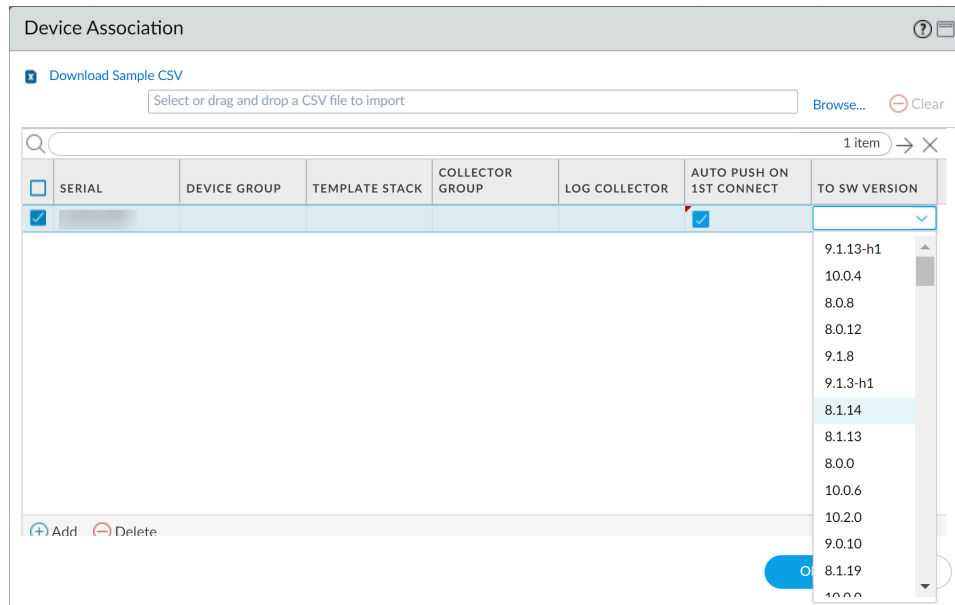 Device Association
Download Sample CSV
Select or drag and drop a CSV file to import
Browse...
Clear
1 item
SERIAL
DEVICE GROUP
TEMPLATE STACK
COLLECTOR
GROUP
LOG COLLECTOR
AUTO PUSH ON
1ST CONNECT
TO SW VERSION
9.1.13-h1
10.0.4
8.0.8
8.0.12
9.1.8
9.1.3-h1
8.1.14
8.1.13
8.0.0
10.0.6
10.2.0
9.0.10
8.1.19
10.0.0
Add
Delete